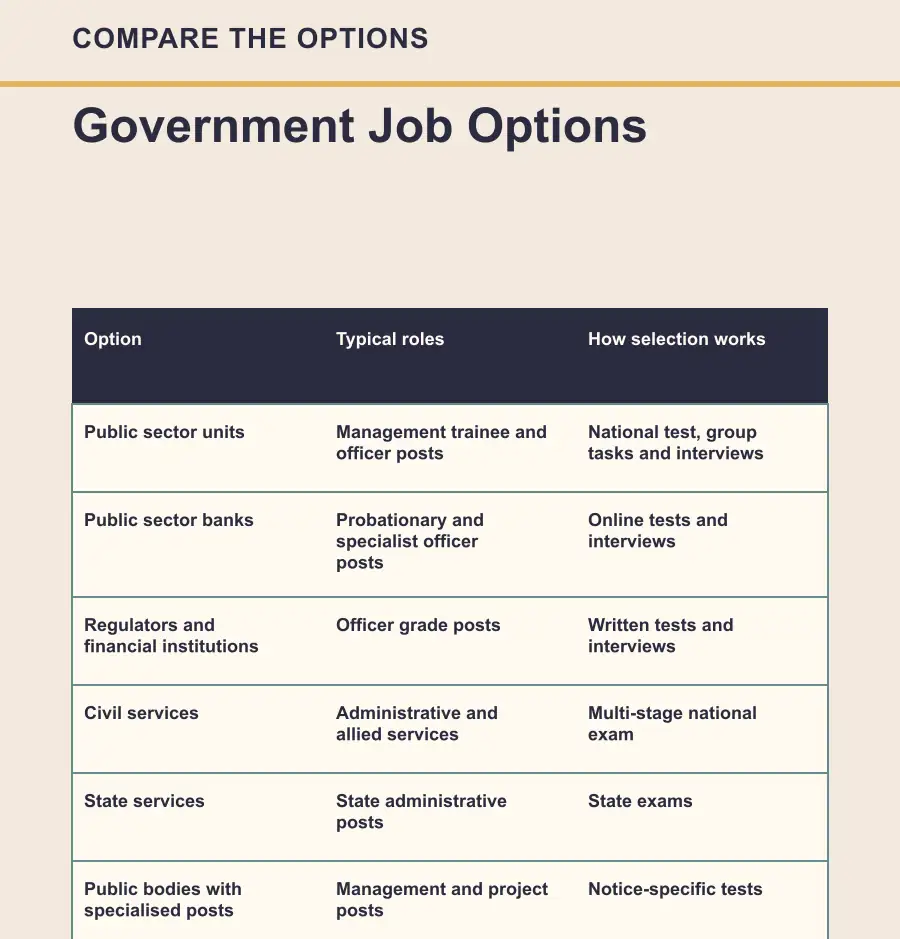 COMPARE THE OPTIONS
Government Job Options
Option
Typical roles
How selection works
Public sector units
Management trainee and
officer posts
National test, group
tasks and interviews
Public sector banks
Probationary and
specialist officer
posts
Online tests and
interviews
Regulators and
financial institutions
Officer grade posts
Written tests and
interviews
Civil services
Administrative and
allied services
Multi-stage national
exam
State services
State administrative
posts
State exams
Public bodies with
specialised posts
Management and project
posts
Notice-specific tests